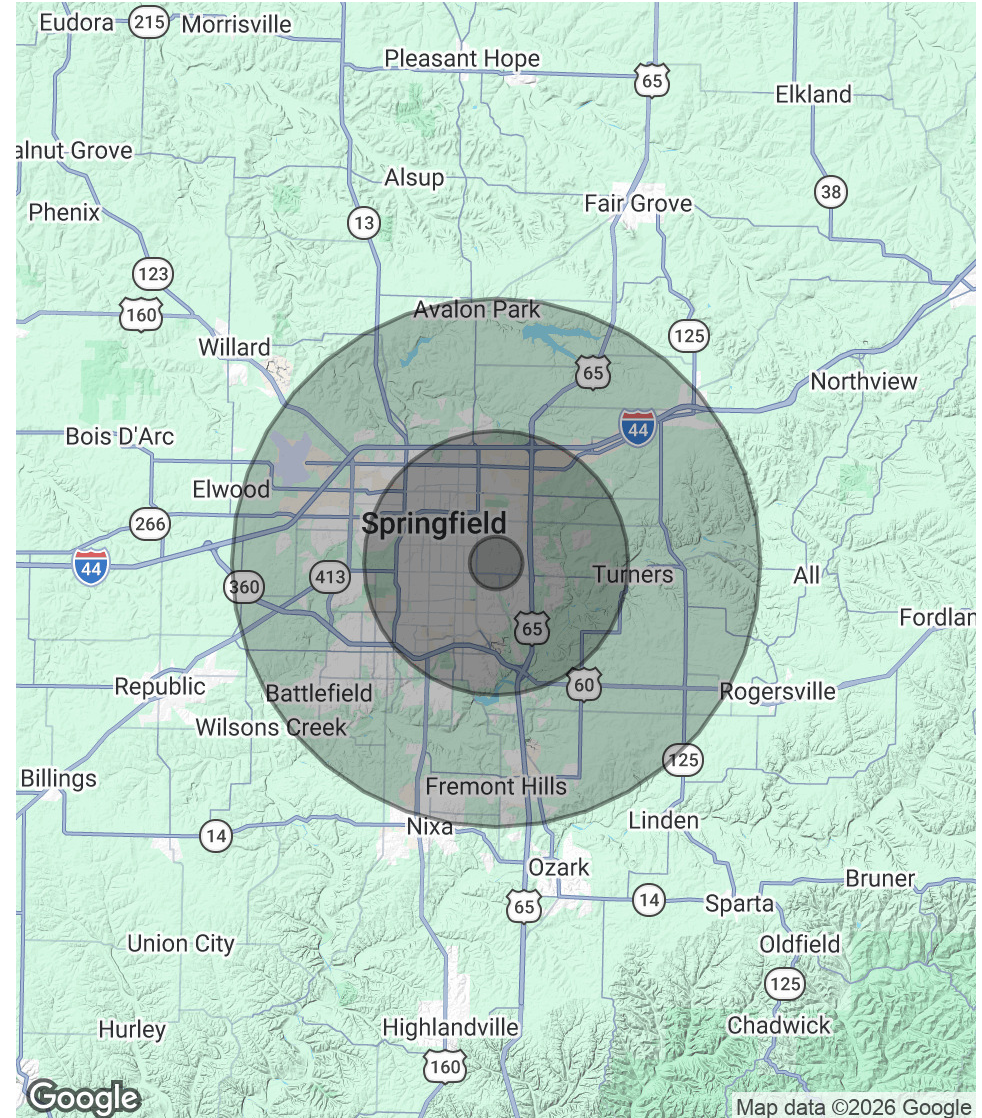 Eudora
215
Morrisville
Pleasant Hope
65
Elkland
alnut Grove
Alsup
38
Phenix
Fair Grove
13
123
160
Avalon Park
125
Willard
65
Northview
44
Bois D'Arc
Elwood
266
Springfield
44
360
413
Turners
All
Fordlan
65
Republic
Battlefield
60
Rogersville
Wilsons Creek
125
Billings
Fremont Hills
14
Nixa
Linden
Ozark
Bruner
65
14
Sparta
Union City
Oldfield
125
Hurley
Highlandville
Chadwick
160
Google
Map data ©2026 Google